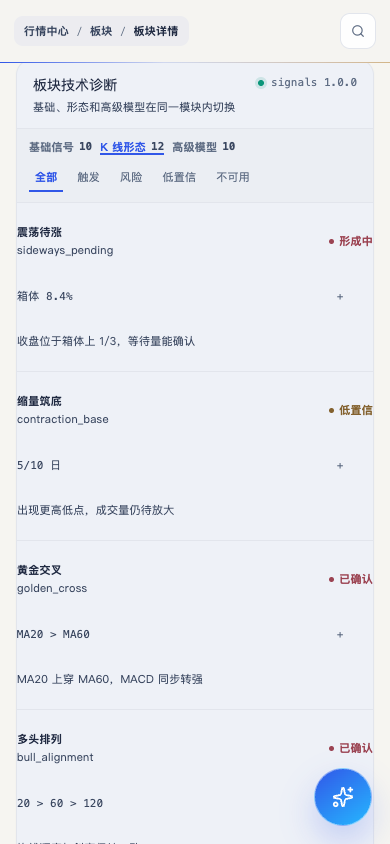 行情中心 / 板块 / 板块详情
板块技术诊断
signals 1.0.0
基础、形态和高级模型在同一模块内切换
基础信号 10 K 线形态 12 高级模型 10
全部 触发 风险 低置信 不可用
震荡待涨
sideways_pending
形成中
箱体 8.4%
+
收盘位于箱体上 1/3，等待量能确认
缩量筑底
contraction_base
低置信
5/10 日
+
出现更高低点，成交量仍待放大
黄金交叉
golden_cross
已确认
MA20 > MA60
+
MA20 上穿 MA60，MACD 同步转强
多头排列
bull_alignment
已确认
20 > 60 > 120